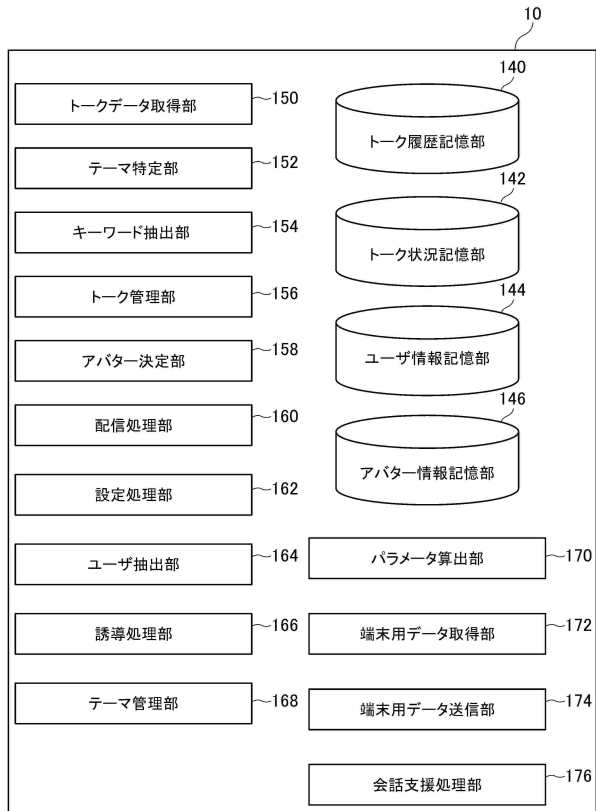 10
トークデータ取得部
150
テーマ特定部
152
キーワード抽出部
154
トーク管理部
156
アバター決定部
158
配信処理部
160
設定処理部
162
ユーザ抽出部
164
誘導処理部
166
テーマ管理部
168
140
トーク履歴記憶部
142
トーク状況記憶部
144
ユーザ情報記憶部
146
アバター情報記憶部
パラメータ算出部
170
端末用データ取得部
172
端末用データ送信部
174
会話支援処理部
176